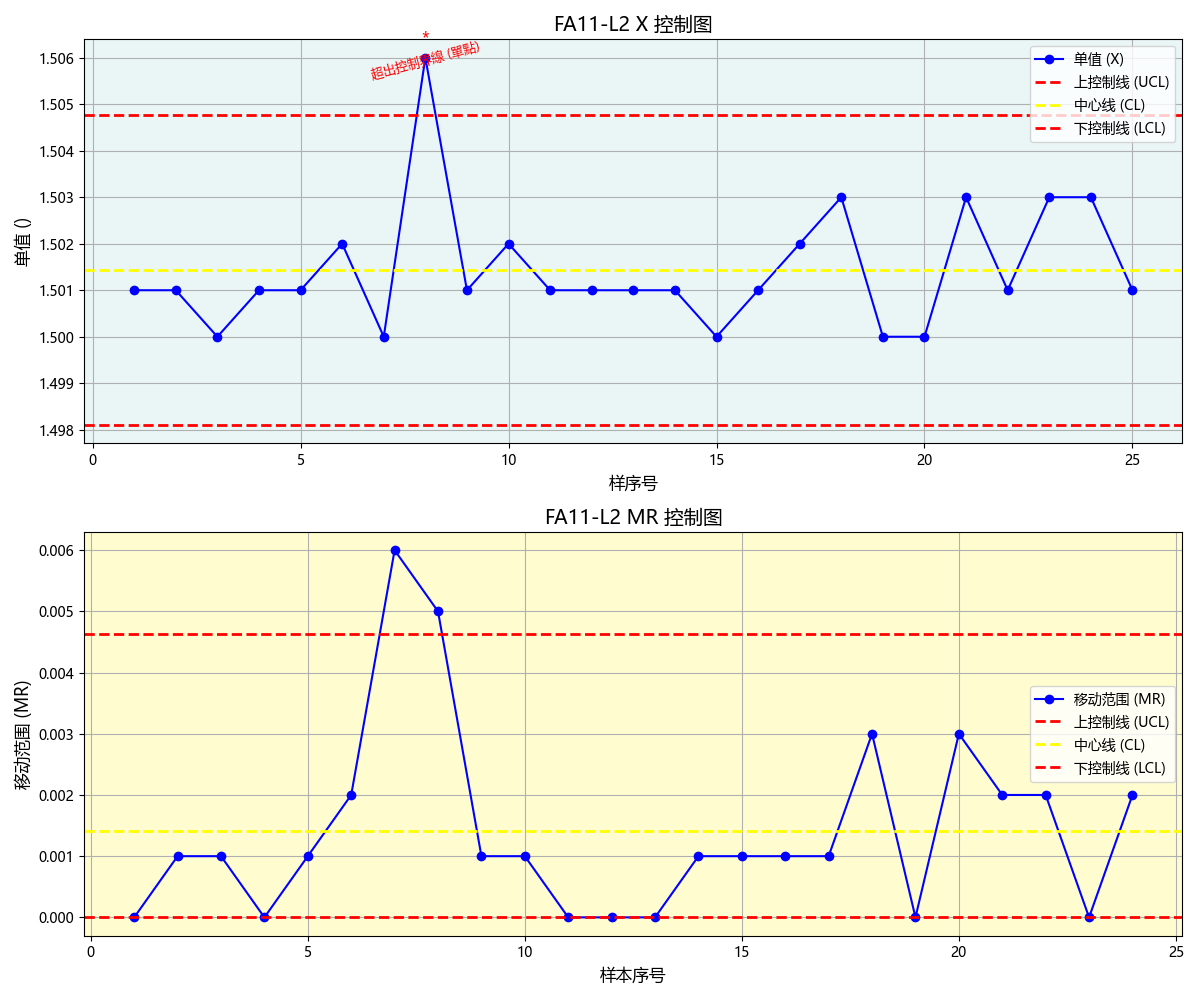 FA11-L2 X 控制图
*
超出控制界線 (單點)
单值 (X)
上控制线 (UCL)
中心线 (CL)
下控制线 (LCL)
1.506
1.505
1.504
1.503
1.502
1.501
1.500
1.499
1.498
单值 ()
0 5 10 15 20 25
样序号
FA11-L2 MR 控制图
0.006
0.005
0.004
0.003
0.002
0.001
0.000
移动范围 (MR)
移动范围 (MR)
上控制线 (UCL)
中心线 (CL)
下控制线 (LCL)
0 5 10 15 20 25
样本序号